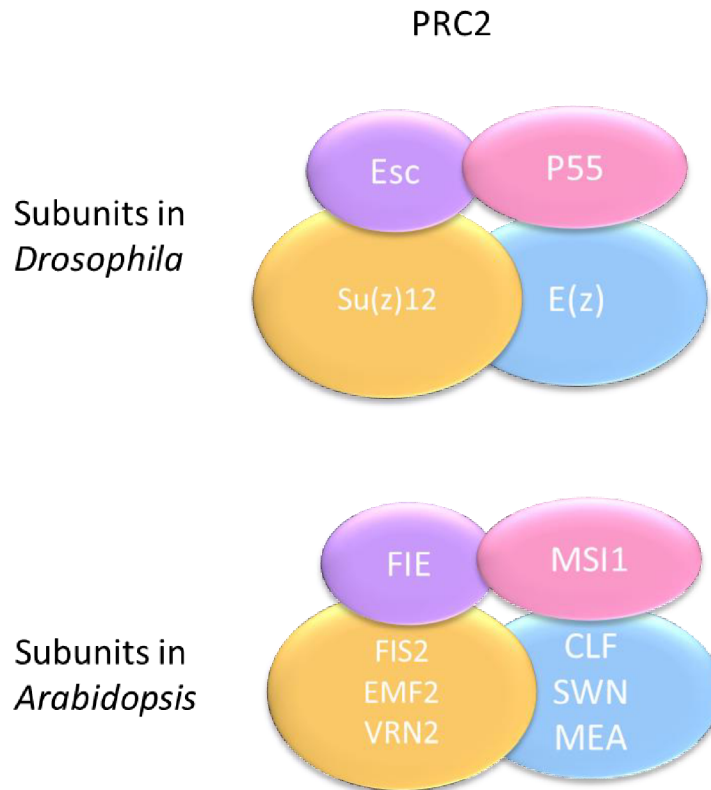 PRC2
Esc
P55
Subunits in
Drosophila
Su(z)12
E(z)
FIE
MSI1
Subunits in
Arabidopsis
FIS2
EMF2
VRN2
CLF
SWN
MEA